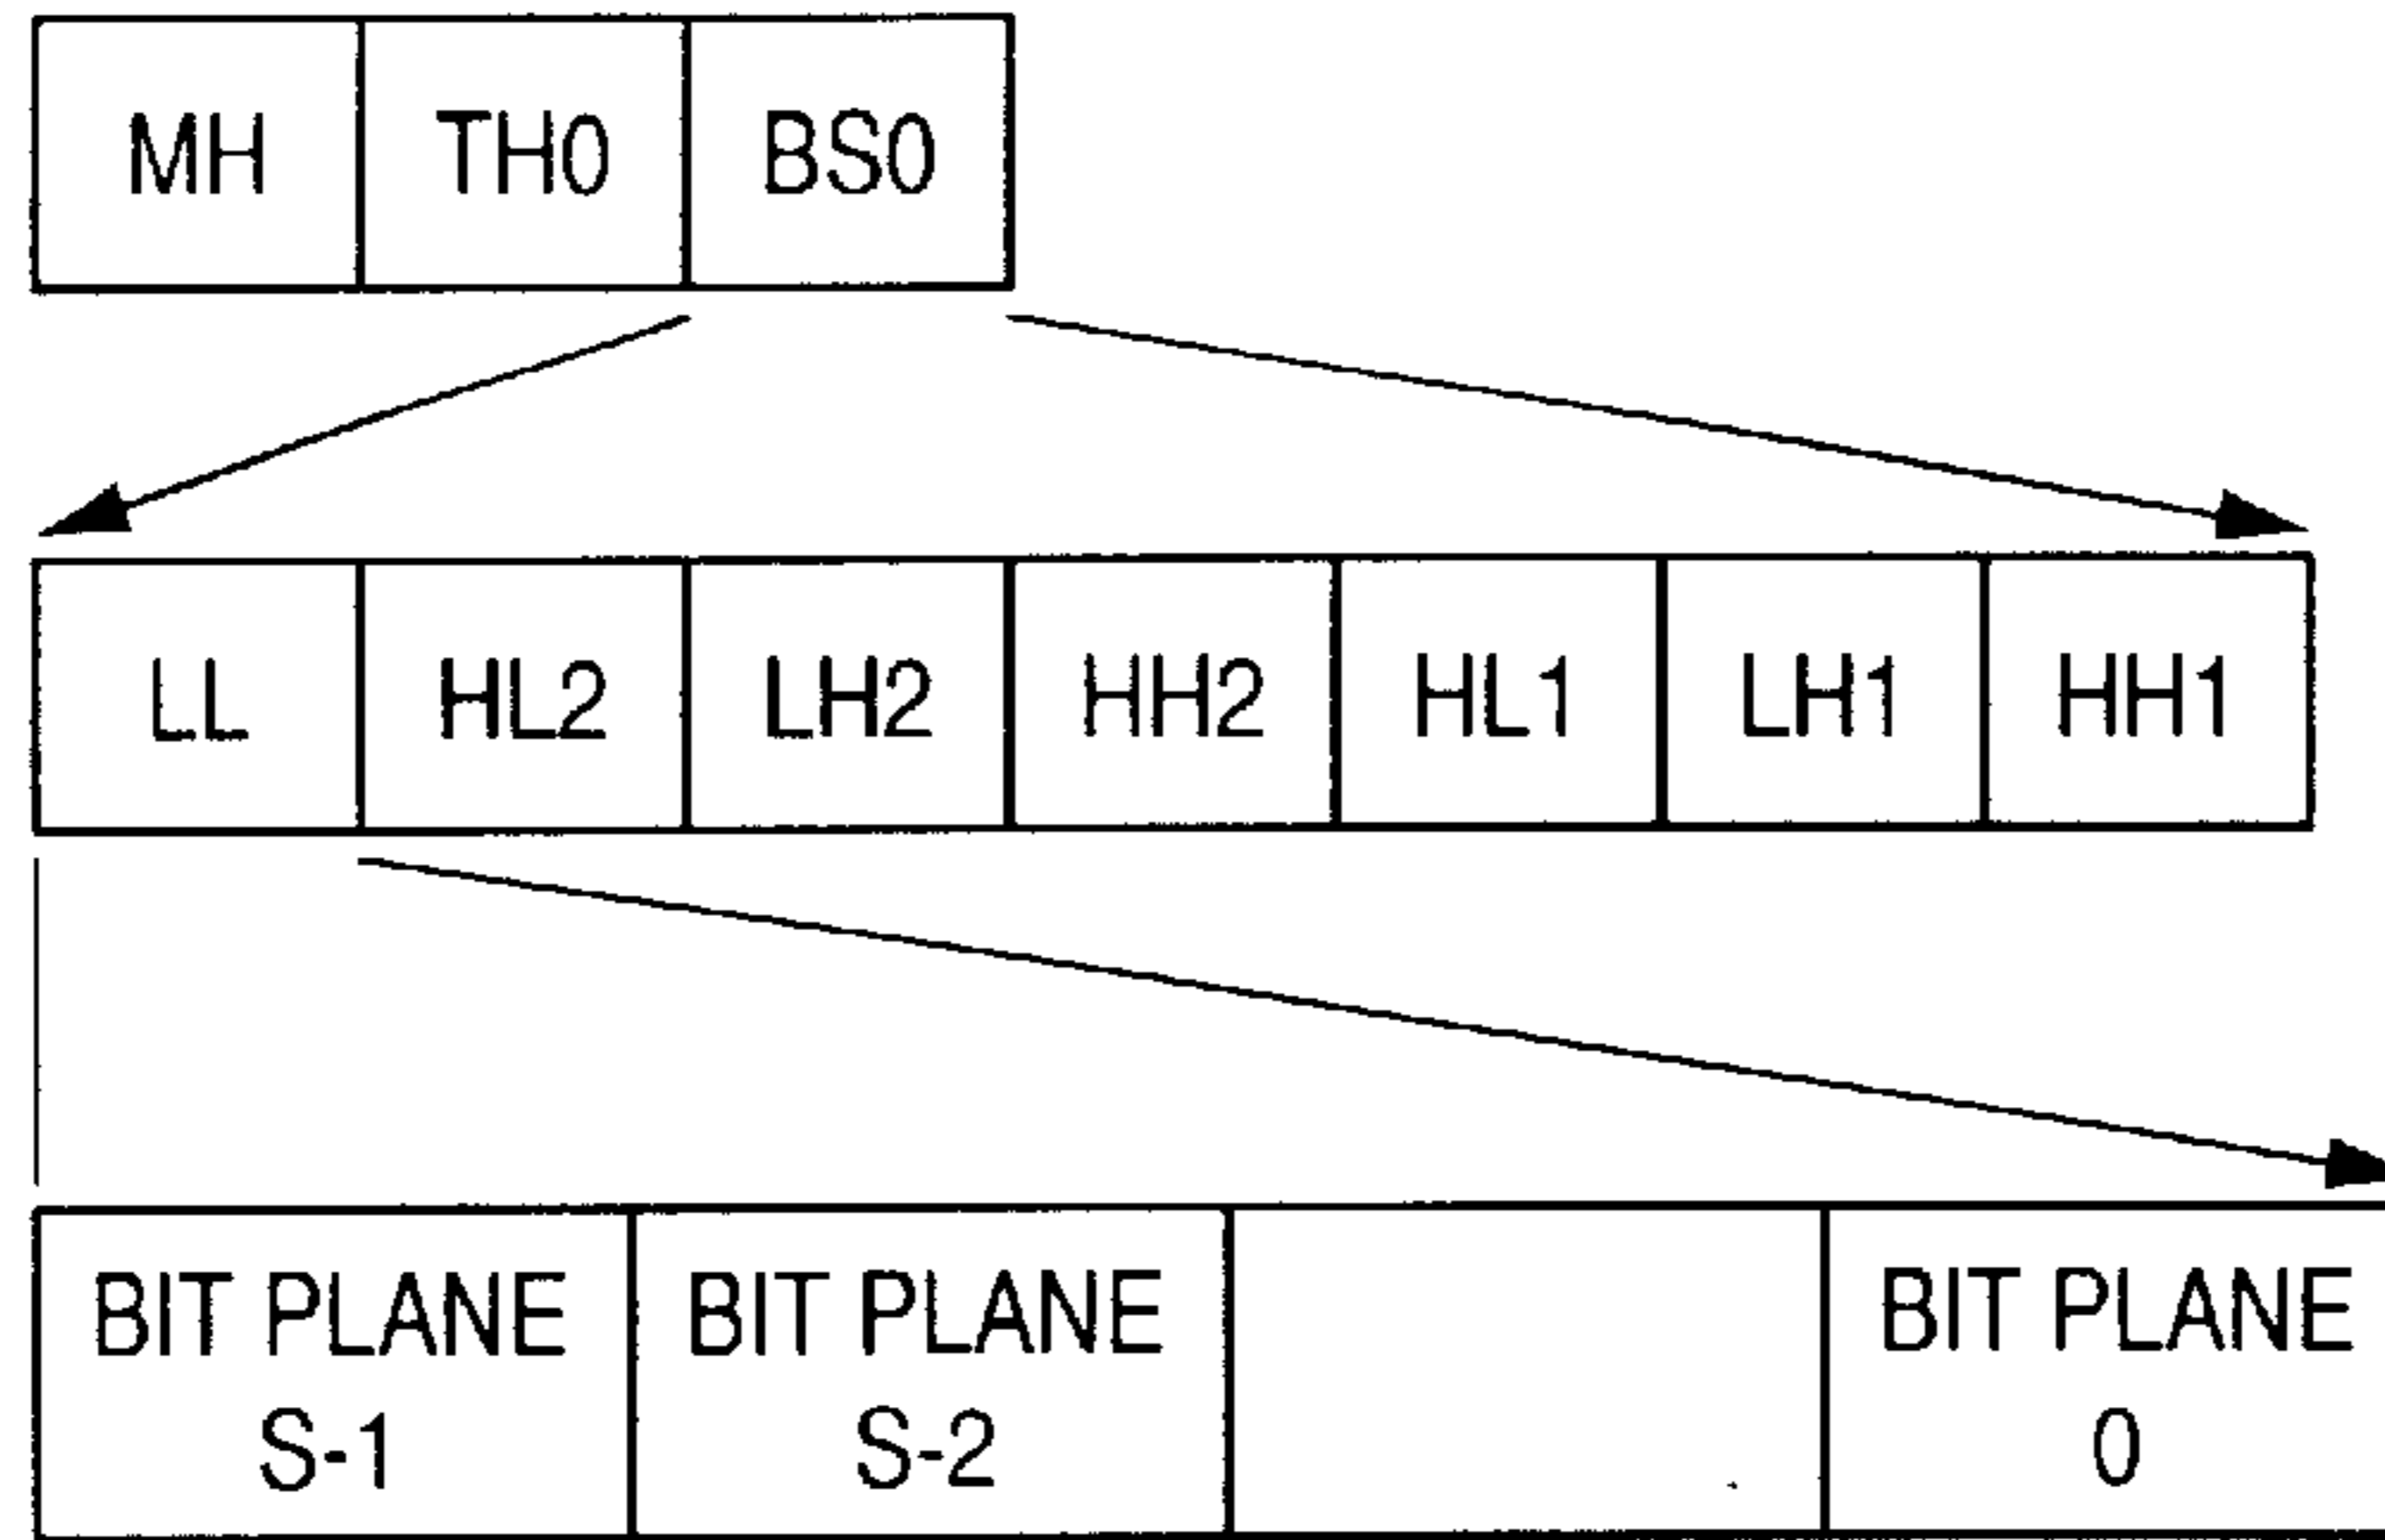 MH TH0 BS0
LL HL2 LH2 HH2 HL1 LH1 HH1
BIT PLANE BIT PLANE BIT PLANE
S-1 S-2 0